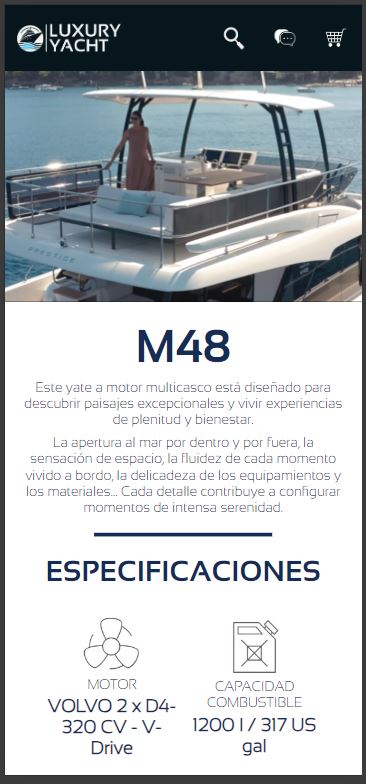 LUXURY
YACHT
PRESTIGE
M48
Este yate a motor multicasco está diseñado para
descubrir paisajes excepcionales y vivir experiencias
de plenitud y bienestar.
La apertura al mar por dentro y por fuera, la
sensación de espacio, la fluidez de cada momento
vivido a bordo, la delicadeza de los equipamientos y
los materiales... Cada detalle contribuye a configurar
momentos de intensa serenidad.
ESPECIFICACIONES
MOTOR
VOLVO 2 x D4-
320 CV - V-
Drive
CAPACIDAD
COMBUSTIBLE
1200 l / 317 US
gal